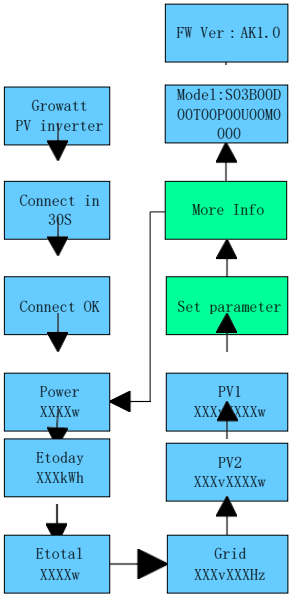 FW Ver：AK1.0
Model:S03B00D
00T00P00U00M0
000
Growatt
PV inverter
Connect in
30S
More Info
Connect OK
Set parameter
Power
XXXXw
PV1
XXXvXXXXw
Etoday
XXXkWh
PV2
XXXvXXXXw
Etotal
XXXXw
Grid
XXXvXXXHz